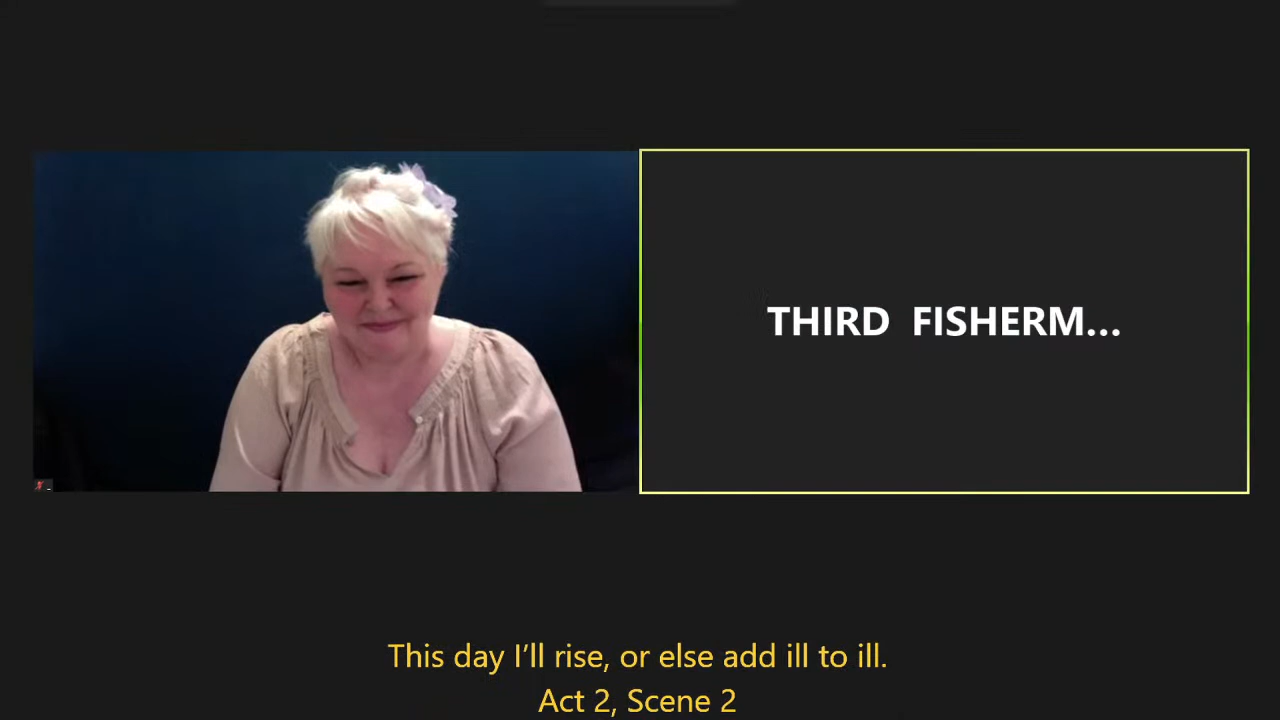 THIRD FISHERM...
This day I’ll rise, or else add ill to ill.
Act 2, Scene 2